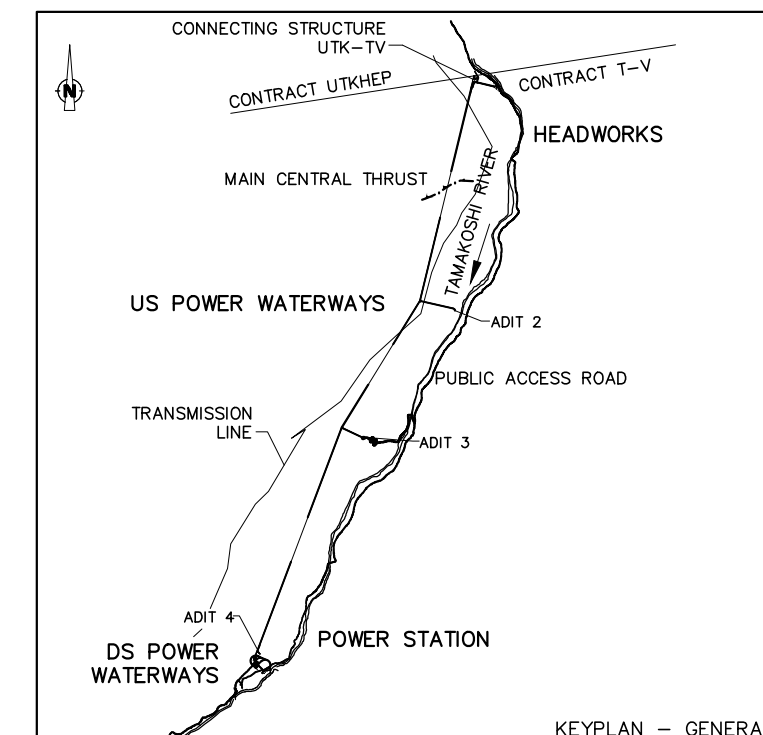 CONNECTING STRUCTURE
UTK-TV
CONTRACT UTKHEP
CONTRACT T-V
N
HEADWORKS
MAIN CENTRAL THRUST
TAMAKOSHI RIVER
US POWER WATERWAYS
ADIT 2
PUBLIC ACCESS ROAD
TRANSMISSION
LINE
ADIT 3
ADIT 4
POWER STATION
DS POWER
WATERWAYS
KEYPLAN – GENERA